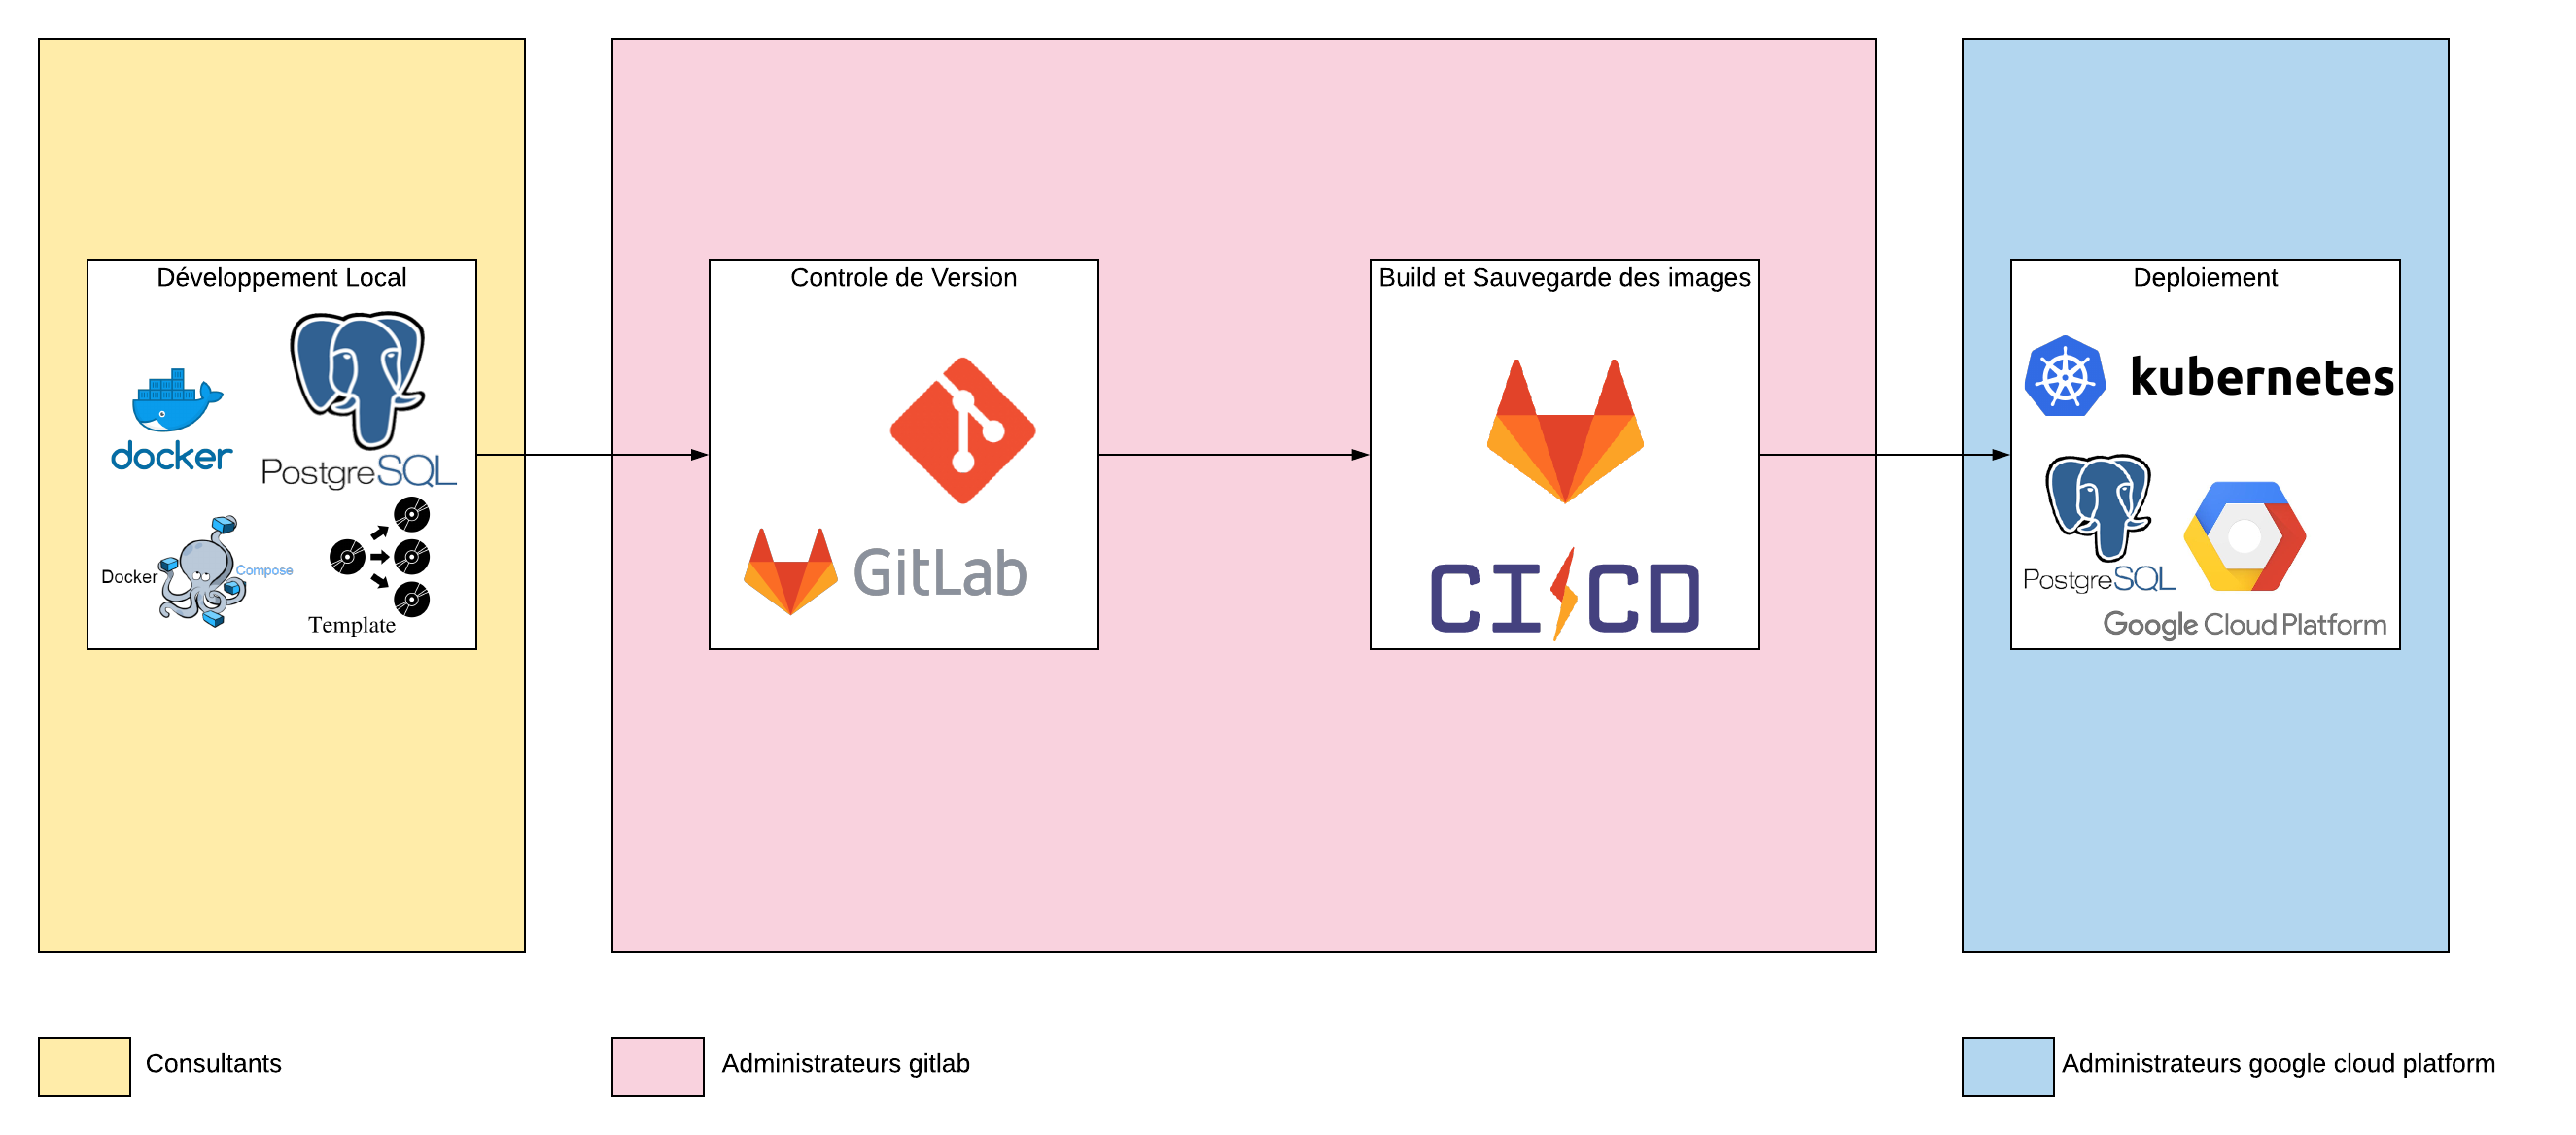 Développement Local
docker
PostgreSQL
Docker
Compose
Template
Controle de Version
GitLab
Build et Sauvegarde des images
CI CD
Deploiement
kubernetes
PostgreSQL
Google Cloud Platform
Consultants
Administrateurs gitlab
Administrateurs google cloud platform